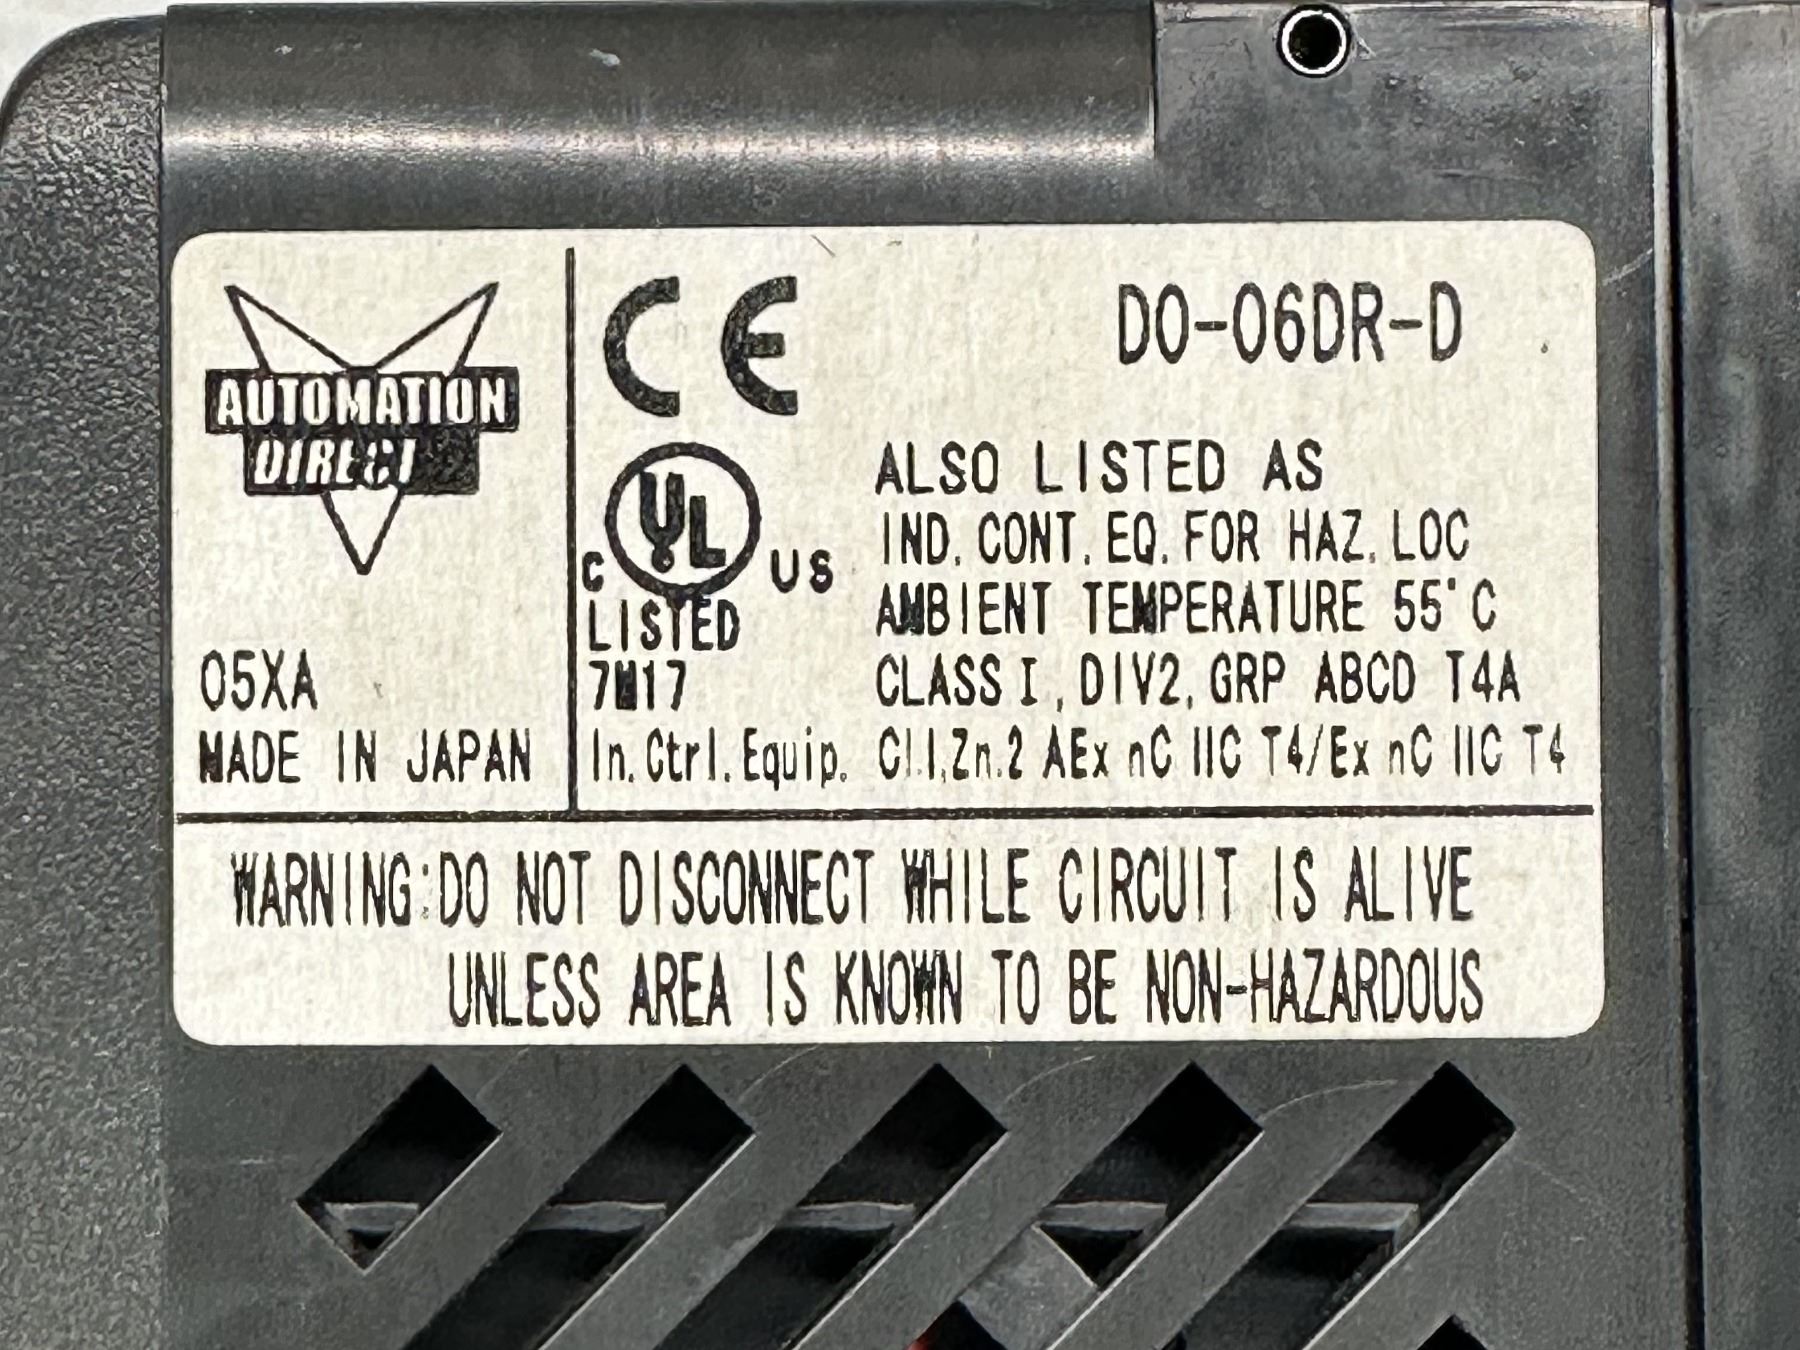 AUTOMATION
DIRECT
05XA
MADE IN JAPAN
CE
D0-06DR-D
C UL US
LISTED
7M17
In. Ctrl. Equip.
ALSO LISTED AS
IND. CONT. EQ. FOR HAZ. LOC
AMBIENT TEMPERATURE 55°C
CLASS I, DIV2, GRP ABCD T4A
Cl.I,Zn.2 AEx nC IIC T4/Ex nC IIC T4
WARNING:DO NOT DISCONNECT WHILE CIRCUIT IS ALIVE
UNLESS AREA IS KNOWN TO BE NON-HAZARDOUS